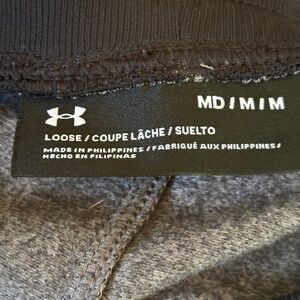 MD / M / M
LOOSE / COUPE LÂCHE / SUELTO
MADE IN PHILIPPINES / FABRIQUÉ AUX PHILIPPINES /
HECHO EN FILIPINAS